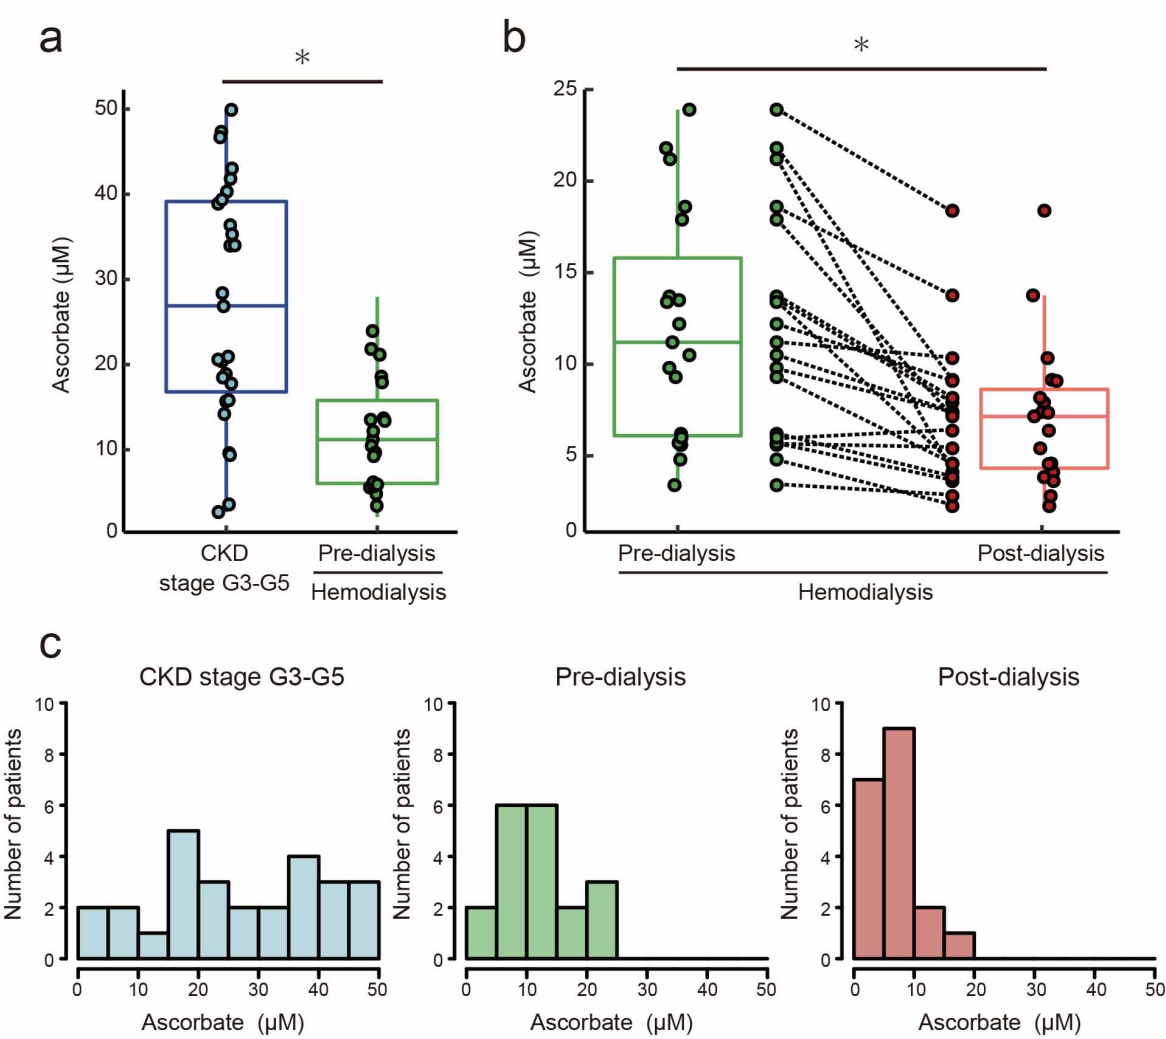 a
*
Ascorbate (μM)
50
40
30
20
10
0
CKD
stage G3-G5
Pre-dialysis
Hemodialysis
b
*
Ascorbate (μM)
25
20
15
10
5
0
Pre-dialysis
Post-dialysis
Hemodialysis
c
CKD stage G3-G5
Number of patients
10
8
6
4
2
0
0 10 20 30 40 50
Ascorbate (μM)
Pre-dialysis
Number of patients
10
8
6
4
2
0
0 10 20 30 40 50
Ascorbate (μM)
Post-dialysis
Number of patients
10
8
6
4
2
0
0 10 20 30 40 50
Ascorbate (μM)